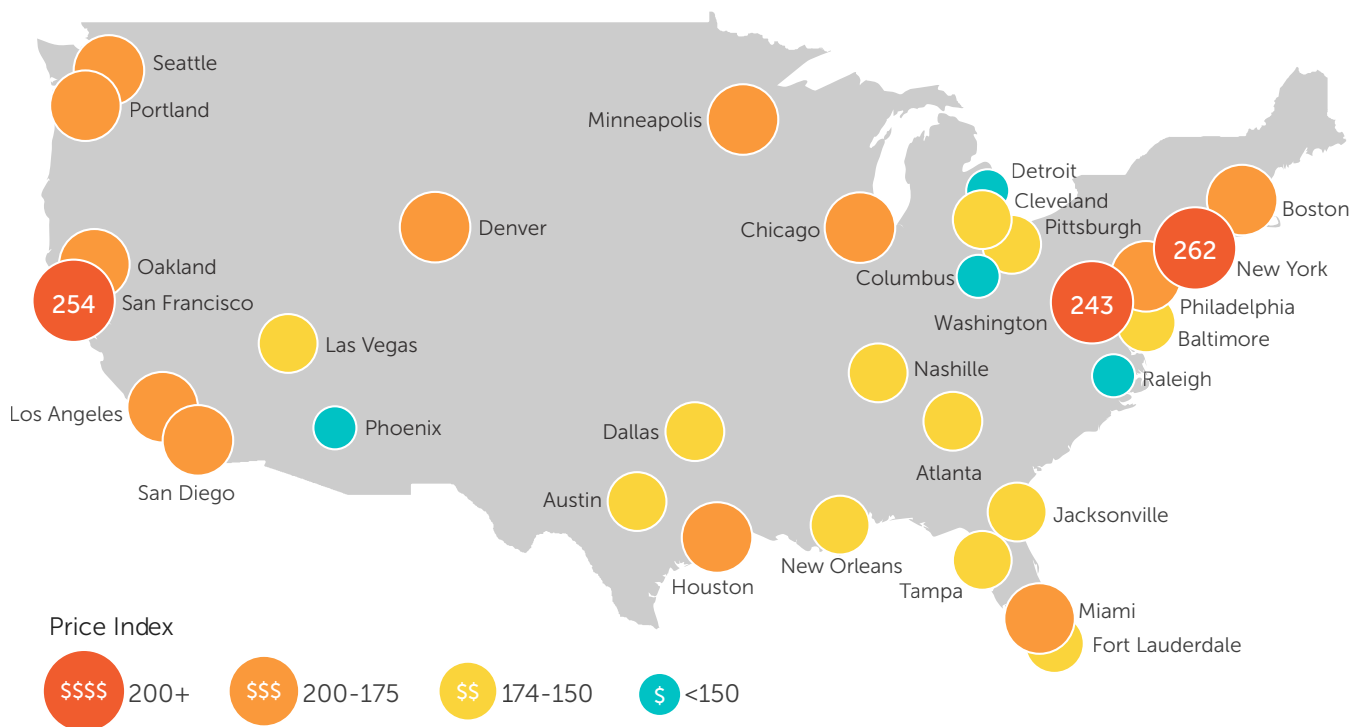 Seattle
Portland
Minneapolis
Detroit
Cleveland
Pittsburgh
Boston
Denver
Chicago
Oakland
262
New York
Columbus
254
San Francisco
243
Philadelphia
Washington
Baltimore
Las Vegas
Nashille
Raleigh
Los Angeles
Phoenix
Dallas
Atlanta
San Diego
Austin
Jacksonville
New Orleans
Houston
Tampa
Miami
Fort Lauderdale
Price Index
$$$$ 200+ $$$ 200-175 $$ 174-150 $ <150